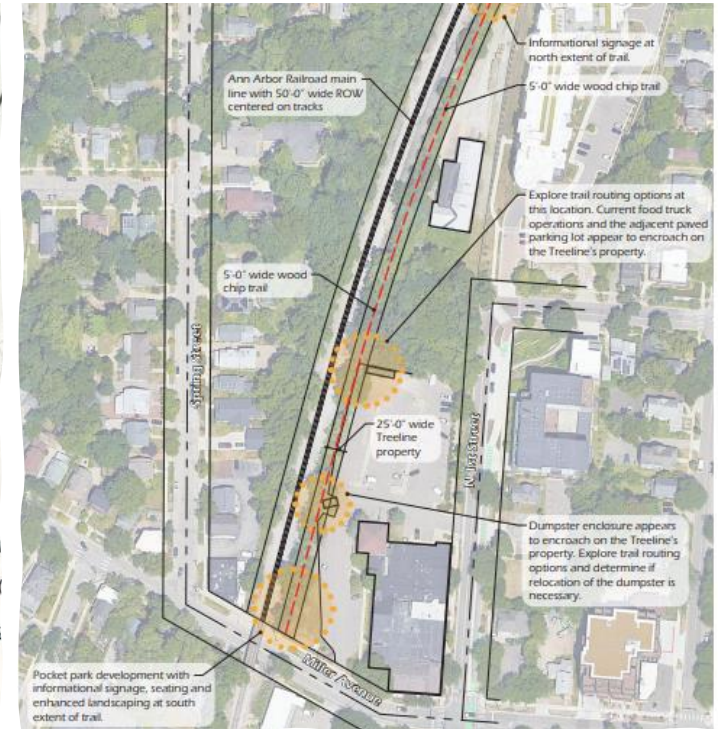 Informational signage at
north extent of trail.
Ann Arbor Railroad main
line with 50'-0" wide ROW
centered on tracks
5'-0" wide wood chip trail
Explore trail routing options at
this location. Current food truck
operations and the adjacent paved
parking lot appear to encroach on
the Treeline's property.
5'-0" wide wood
chip trail
Spring Street
25'-0" wide
Treeline
property
N 1st Street
Dumpster enclosure appears
to encroach on the Treeline's
property. Explore trail routing
options and determine if
relocation of the dumpster is
necessary.
Miller Avenue
Pocket park development with
informational signage, seating and
enhanced landscaping at south
extent of trail.